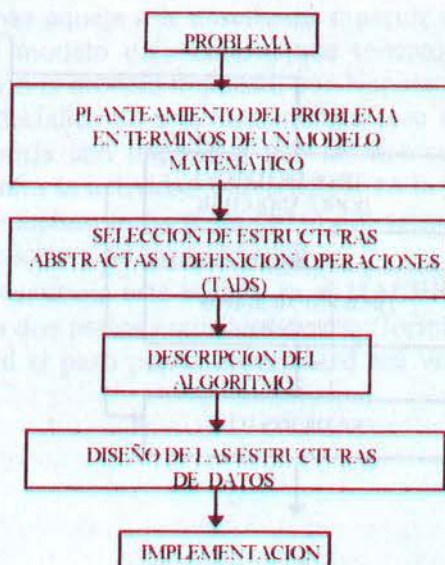 PROBLEMA
PLANTEAMIENTO DEL PROBLEMA
EN TERMINOS DE UN MODELO
MATEMATICO
SELECCION DE ESTRUCTURAS
ABSTRACTAS Y DEFINICION OPERACIONES
(TADS)
DESCRIPCION DEL
ALGORITMO
DISEÑO DE LAS ESTRUCTURAS
DE DATOS
IMPLEMENTACION